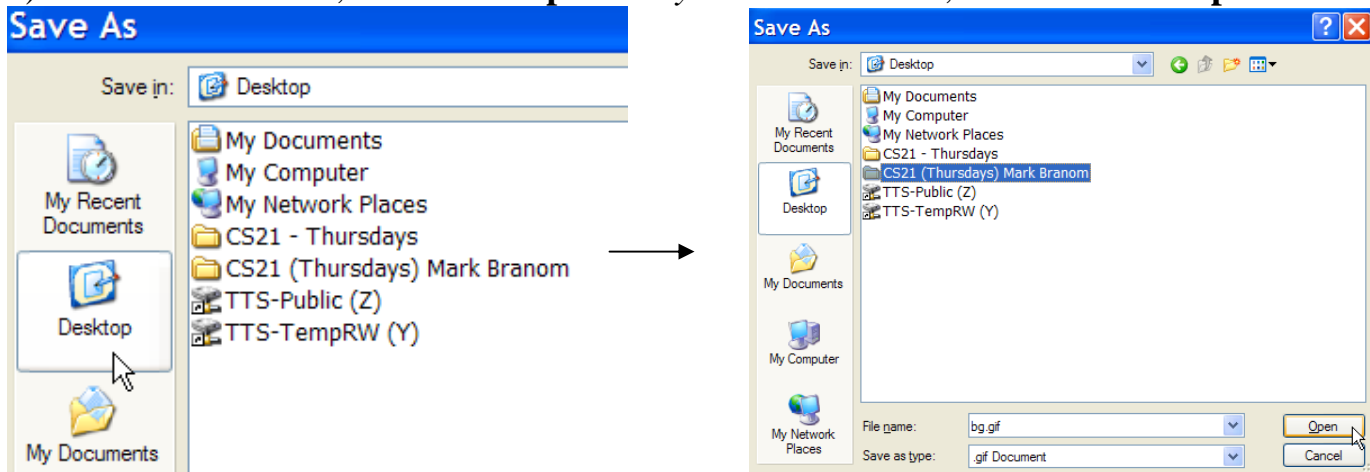 Save As
Save in:
Desktop
My Recent
Documents
Desktop
My Documents
My Documents
My Computer
My Network Places
CS21 - Thursdays
CS21 (Thursdays) Mark Branom
TTS-Public (Z)
TTS-TempRW (Y)
Save As
Save in:
Desktop
My Recent
Documents
Desktop
My Documents
My Computer
My Network
Places
My Documents
My Computer
My Network Places
CS21 - Thursdays
CS21 (Thursdays) Mark Branom
TTS-Public (Z)
TTS-TempRW (Y)
File name:
bg.gif
Open
Save as type:
.gif Document
Cancel